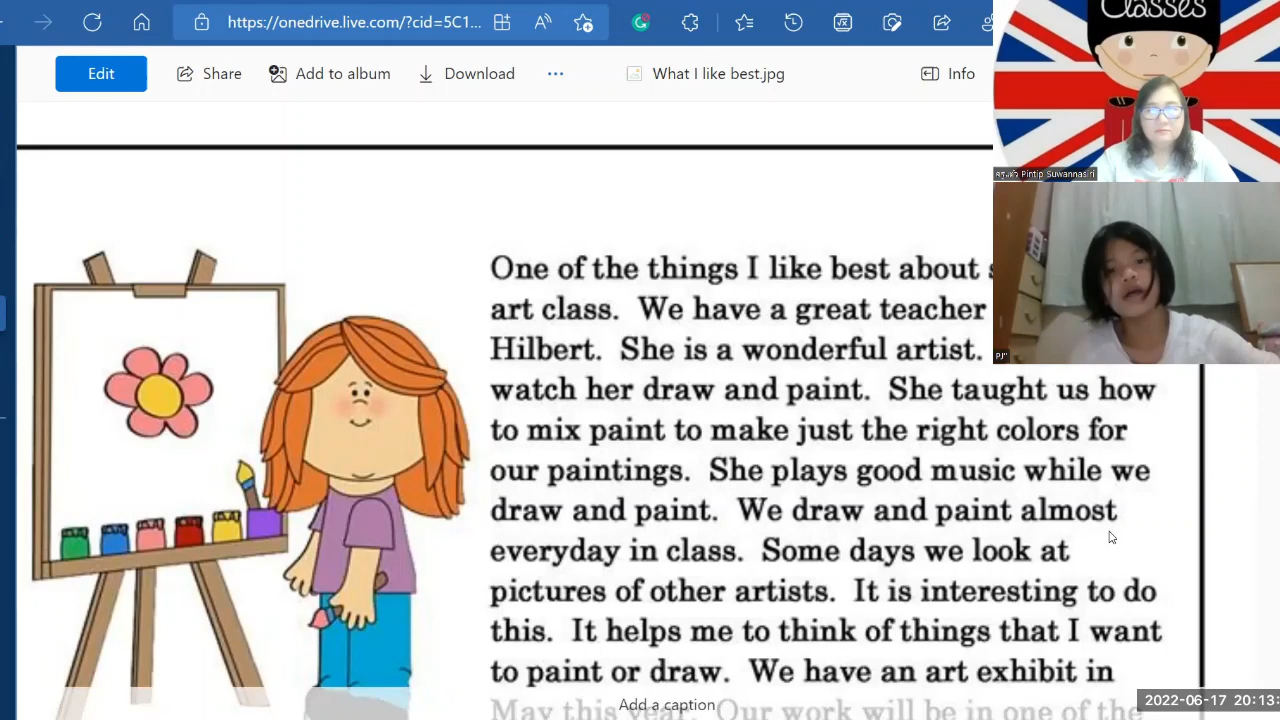 https://onedrive.live.com/?cid=5C1...
Classes
Edit
Share
Add to album
Download
...
What I like best.jpg
Info
Pintip Suwannasiri
PJ"
One of the things I like best about
art class. We have a great teacher
Hilbert. She is a wonderful artist.
watch her draw and paint. She taught us how
to mix paint to make just the right colors for
our paintings. She plays good music while we
draw and paint. We draw and paint almost
everyday in class. Some days we look at
pictures of other artists. It is interesting to do
this. It helps me to think of things that I want
to paint or draw. We have an art exhibit in
May this year. Our work will be in one of the
Add a caption
2022-06-17 20:13: